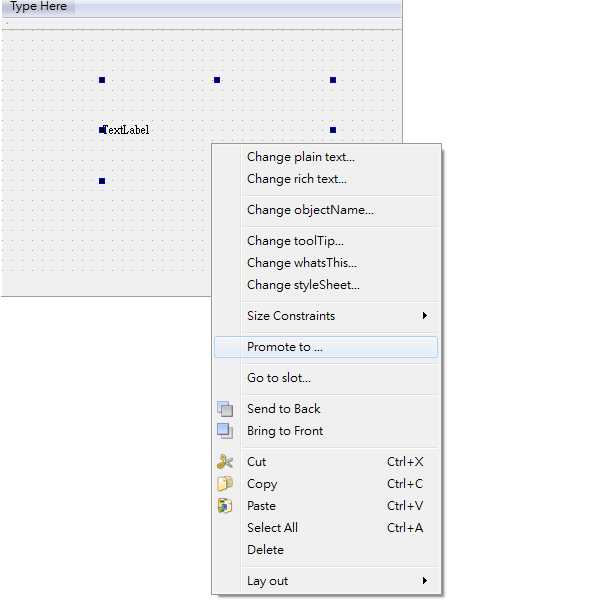 Type Here
TextLabel
Change plain text...
Change rich text...
Change objectName...
Change toolTip...
Change whatsThis...
Change styleSheet...
Size Constraints
Promote to ...
Go to slot...
Send to Back
Bring to Front
Cut Ctrl+X
Copy Ctrl+C
Paste Ctrl+V
Select All Ctrl+A
Delete
Lay out